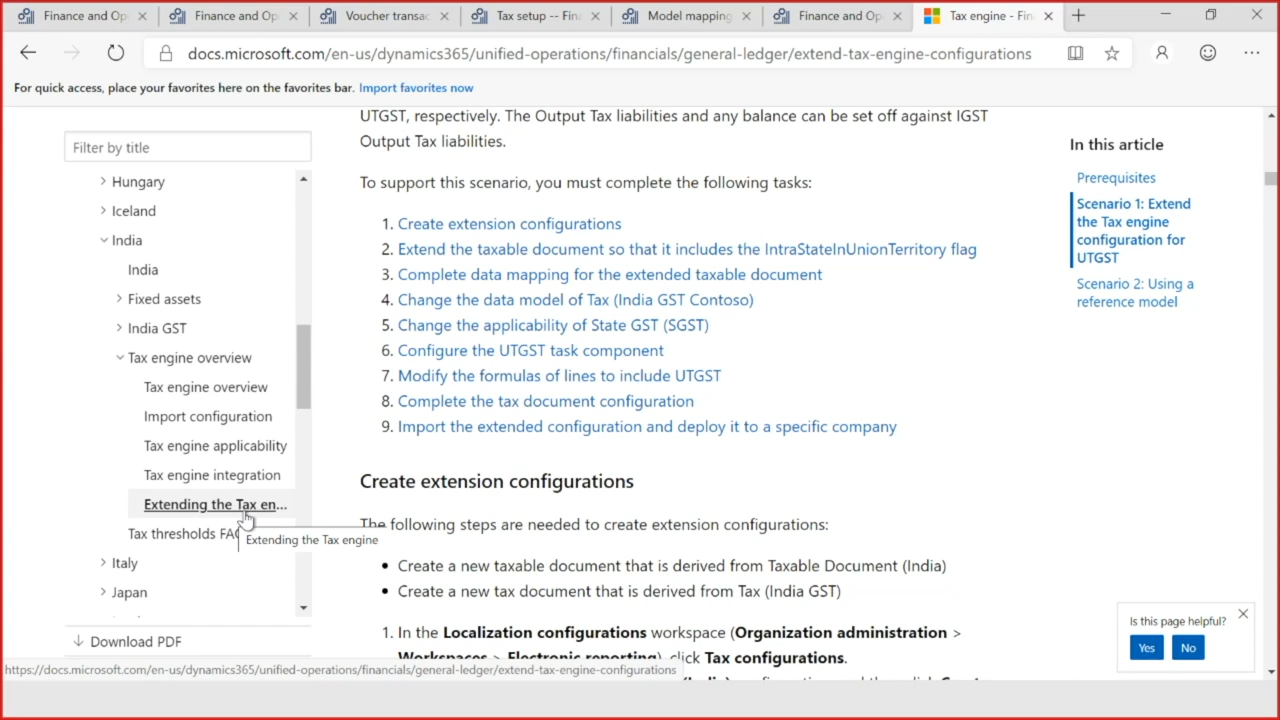 Finance and Op
Finance and Op
Voucher transac
Tax setup -- Fina
Model mapping
Finance and Op
Tax engine - Fin
docs.microsoft.com/en-us/dynamics365/unified-operations/financials/general-ledger/extend-tax-engine-configurations
For quick access, place your favorites here on the favorites bar. Import favorites now
Filter by title
Hungary
Iceland
India
India
Fixed assets
India GST
Tax engine overview
Tax engine overview
Import configuration
Tax engine applicability
Tax engine integration
Extending the Tax en...
Tax thresholds FAQ
Extending the Tax engine
Italy
Japan
Download PDF
UTGST, respectively. The Output Tax liabilities and any balance can be set off against IGST
Output Tax liabilities.
To support this scenario, you must complete the following tasks:
1. Create extension configurations
2. Extend the taxable document so that it includes the IntraStateInUnionTerritory flag
3. Complete data mapping for the extended taxable document
4. Change the data model of Tax (India GST Contoso)
5. Change the applicability of State GST (SGST)
6. Configure the UTGST task component
7. Modify the formulas of lines to include UTGST
8. Complete the tax document configuration
9. Import the extended configuration and deploy it to a specific company
Create extension configurations
The following steps are needed to create extension configurations:
• Create a new taxable document that is derived from Taxable Document (India)
• Create a new tax document that is derived from Tax (India GST)
1. In the Localization configurations workspace (Organization administration >
Workspaces > Electronic reporting), click Tax configurations.
In this article
Prerequisites
Scenario 1: Extend
the Tax engine
configuration for
UTGST
Scenario 2: Using a
reference model
Is this page helpful?
Yes
No
https://docs.microsoft.com/en-us/dynamics365/unified-operations/financials/general-ledger/extend-tax-engine-configurations